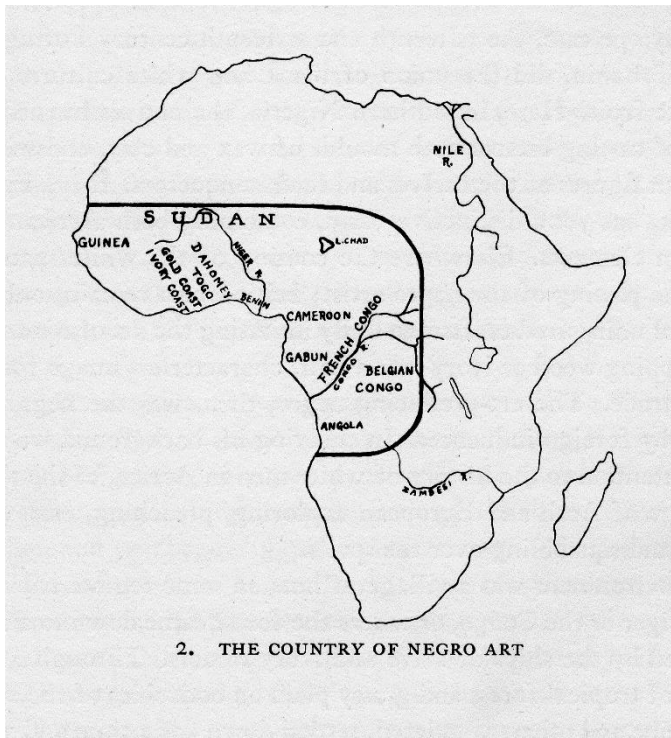 NILE
R.
SUDAN
GUINEA
L. CHAD
NIGER R.
DAHOMEY
TOGO
GOLD COAST
IVORY COAST
BENIN
CAMEROON
GABUN
FRENCH CONGO
CONGO R.
BELGIAN
CONGO
ANGOLA
ZAMBESI R.
2. THE COUNTRY OF NEGRO ART